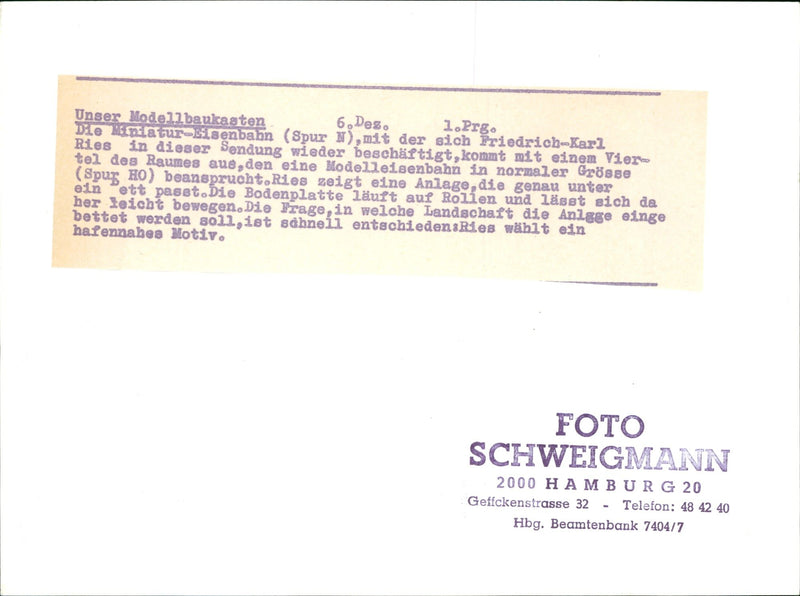 Unser Modellbaukasten 6.Dez. 1.Prg.
Die Miniatur-Eisenbahn (Spur N),mit der sich Friedrich-Karl
Ries in dieser Sendung wieder beschäftigt,kommt mit einem Vier-
tel des Raumes aus,den eine Modelleisenbahn in normaler Grösse
(Spur HO) beansprucht.Ries zeigt eine Anlage,die genau unter
ein Bett passt.Die Bodenplatte läuft auf Rollen und lässt sich da
her leicht bewegen.Die Frage,in welche Landschaft die Anlgge einge
bettet werden soll,ist schnell entschieden:Ries wählt ein
hafennahes Motiv.
FOTO
SCHWEIGMANN
2000 HAMBURG 20
Geffckenstrasse 32 - Telefon: 48 42 40
Hbg. Beamtenbank 7404/7